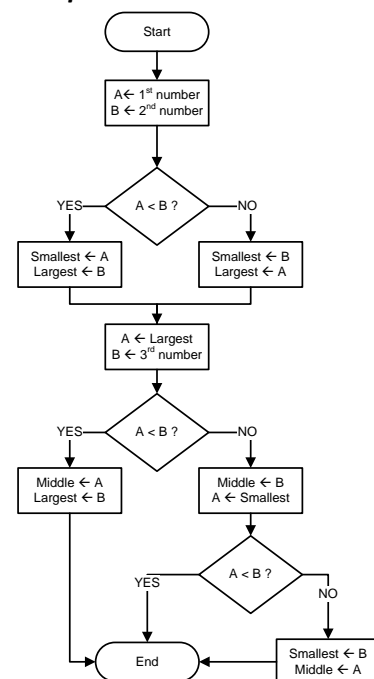 Start
A← 1st number
B ← 2nd number
A < B ?
YES
NO
Smallest ← A
Largest ← B
Smallest ← B
Largest ← A
A ← Largest
B ← 3rd number
A < B ?
YES
NO
Middle ← A
Largest ← B
Middle ← B
A ← Smallest
A < B ?
YES
NO
Smallest ← B
Middle ← A
End